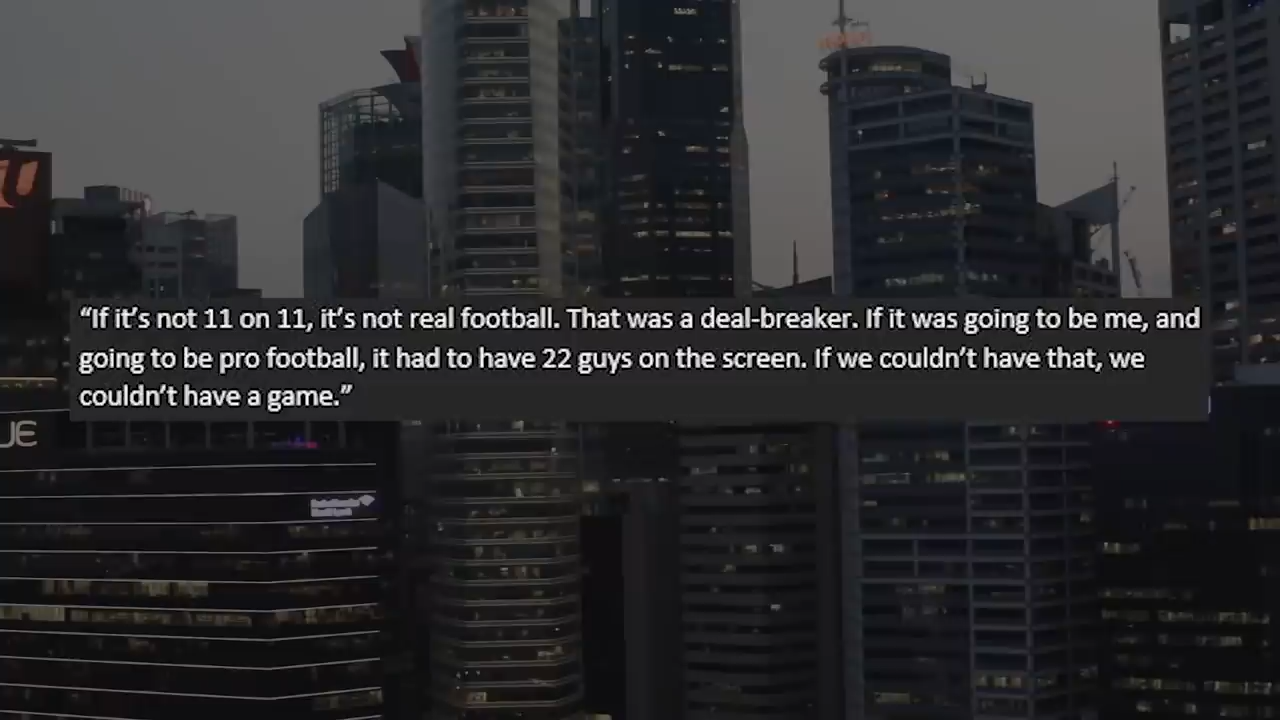 “If it’s not 11 on 11, it’s not real football. That was a deal-breaker. If it was going to be me, and
going to be pro football, it had to have 22 guys on the screen. If we couldn’t have that, we
couldn’t have a game.”
UE